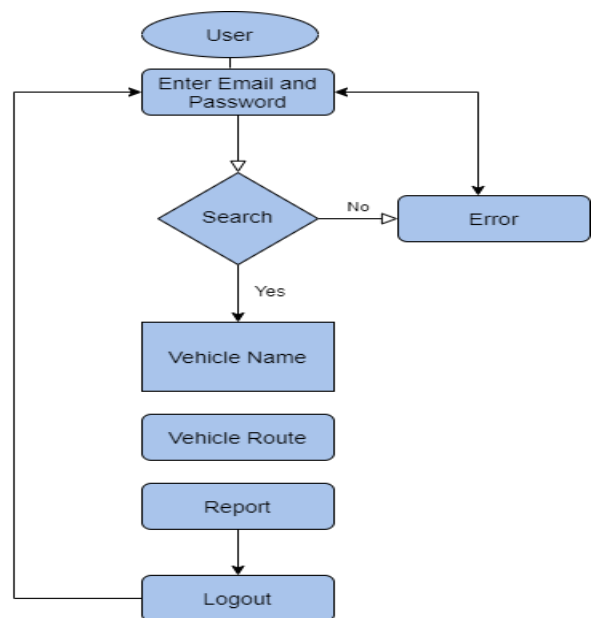 User
Enter Email and
Password
Search
No
Error
Yes
Vehicle Name
Vehicle Route
Report
Logout